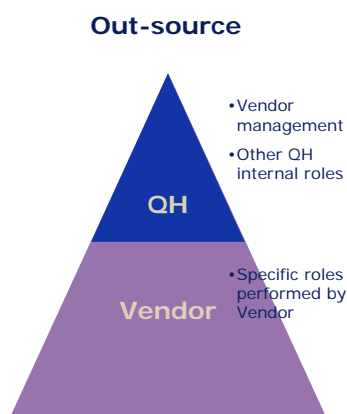 Out-source
•Vendor
management
•Other QH
internal roles
QH
•Specific roles
performed by
Vendor
Vendor